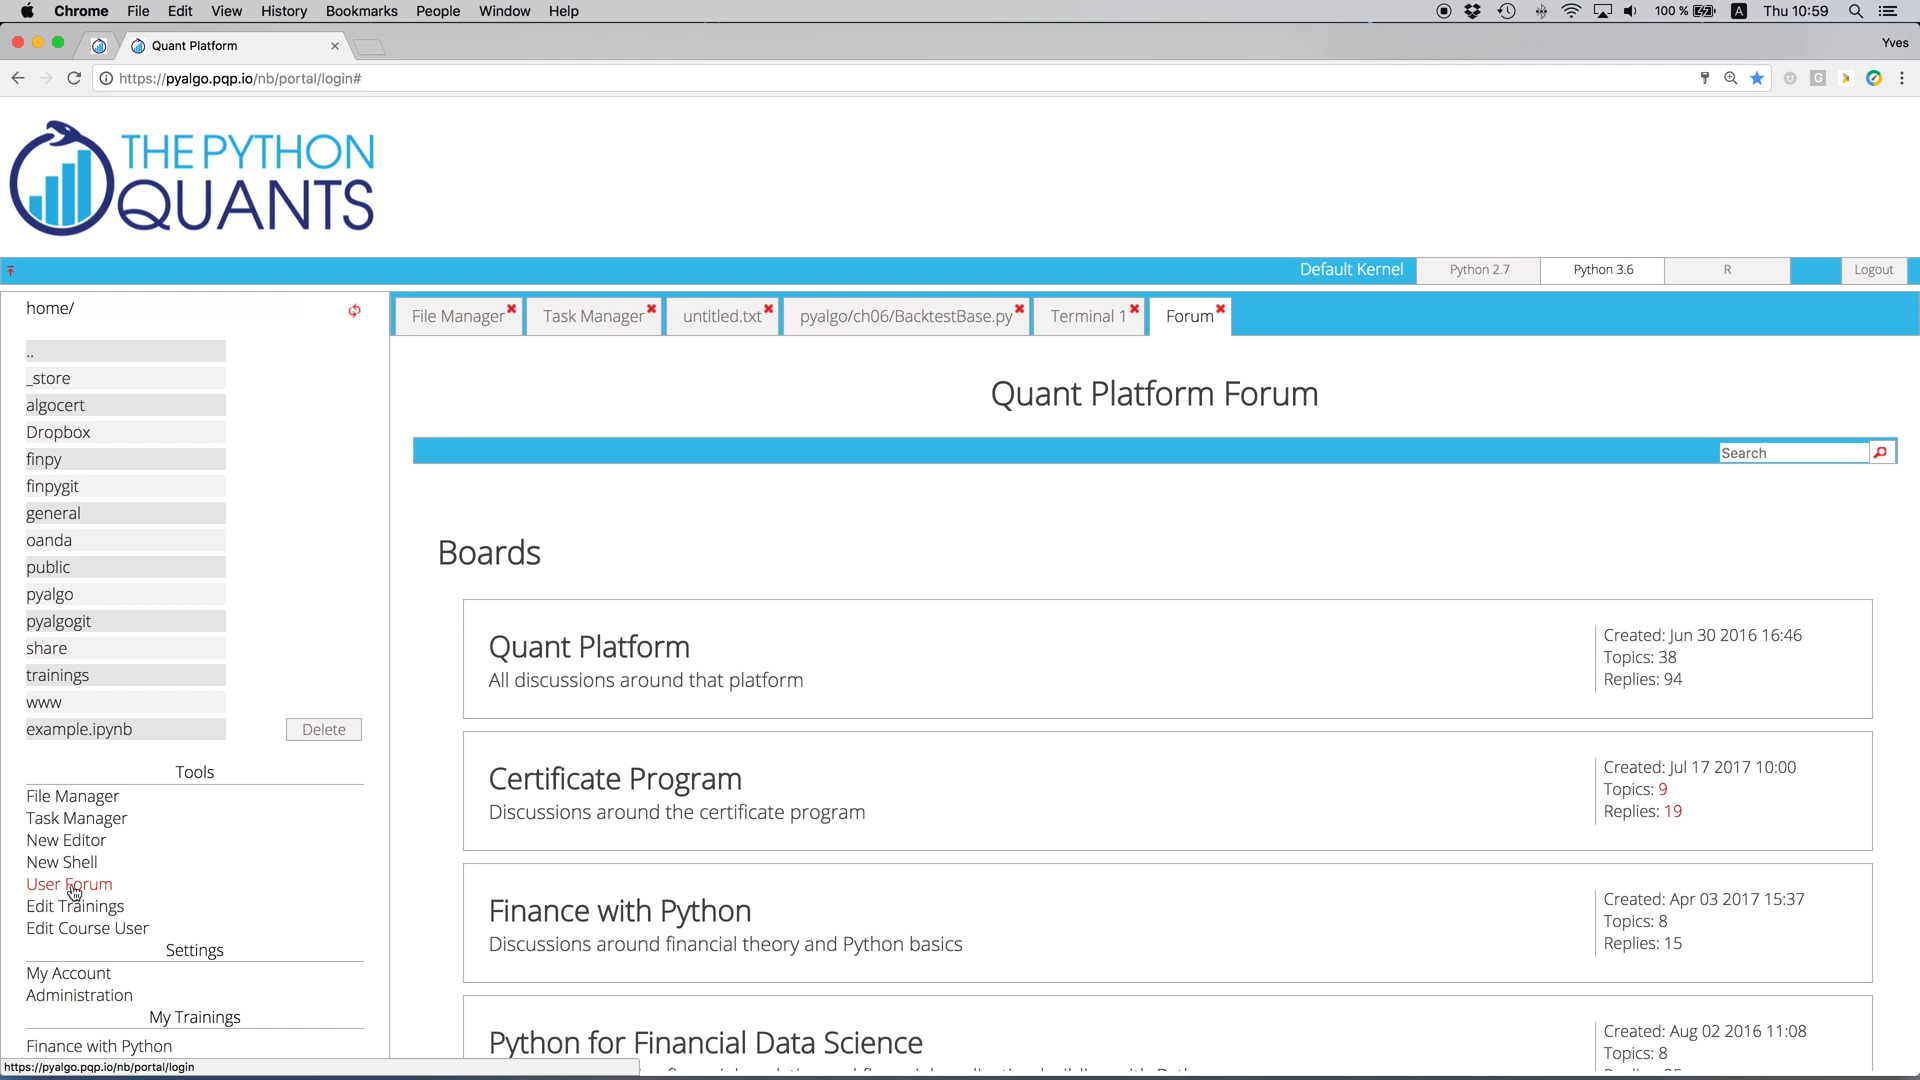 Chrome File Edit View History Bookmarks People Window Help 100 % A Thu 10:59
Quant Platform Yves
https://pyalgo.pqp.io/nb/portal/login#
THE PYTHON
QUANTS
Default Kernel Python 2.7 Python 3.6 R Logout
home/
File Manager Task Manager untitled.txt pyalgo/ch06/BacktestBase.py Terminal 1 Forum
..
_store
algocert
Dropbox
finpy
finpygit
general
oanda
public
pyalgo
pyalgogit
share
trainings
www
example.ipynb Delete
Tools
File Manager
Task Manager
New Editor
New Shell
User Forum
Edit Trainings
Edit Course User
Settings
My Account
Administration
My Trainings
Finance with Python
https://pyalgo.pqp.io/nb/portal/login
Quant Platform Forum
Search
Boards
Quant Platform
All discussions around that platform
Created: Jun 30 2016 16:46
Topics: 38
Replies: 94
Certificate Program
Discussions around the certificate program
Created: Jul 17 2017 10:00
Topics: 9
Replies: 19
Finance with Python
Discussions around financial theory and Python basics
Created: Apr 03 2017 15:37
Topics: 8
Replies: 15
Python for Financial Data Science
Created: Aug 02 2016 11:08
Topics: 8